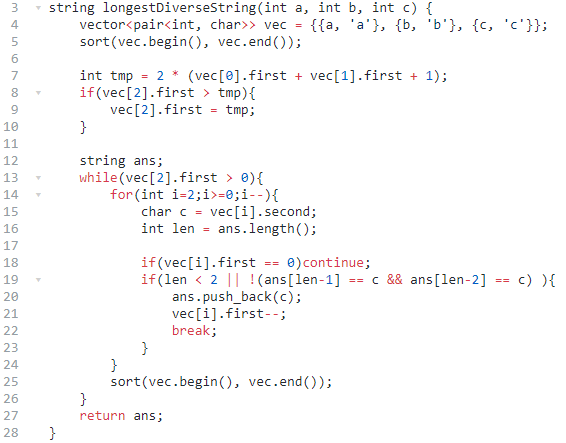 3 string longestDiverseString(int a, int b, int c) {
4     vector<pair<int, char>> vec = {{a, 'a'}, {b, 'b'}, {c, 'c'}};
5     sort(vec.begin(), vec.end());
6
7     int tmp = 2 * (vec[0].first + vec[1].first + 1);
8     if(vec[2].first > tmp){
9         vec[2].first = tmp;
10     }
11
12     string ans;
13     while(vec[2].first > 0){
14         for(int i=2;i>=0;i--){
15             char c = vec[i].second;
16             int len = ans.length();
17
18             if(vec[i].first == 0)continue;
19             if(len < 2 || !(ans[len-1] == c && ans[len-2] == c) ){
20                 ans.push_back(c);
21                 vec[i].first--;
22                 break;
23             }
24         }
25         sort(vec.begin(), vec.end());
26     }
27     return ans;
28 }